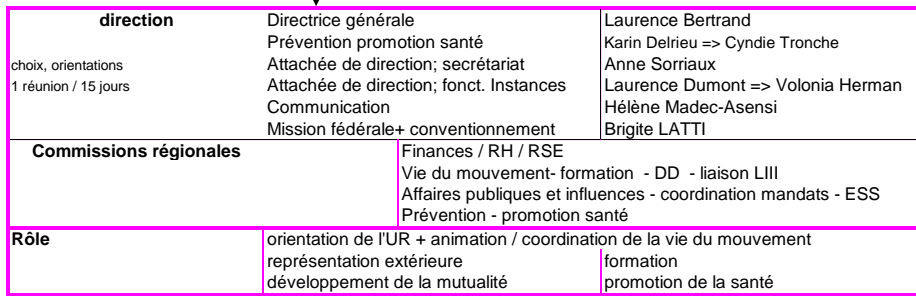 direction Directrice générale Laurence Bertrand
Prévention promotion santé Karin Delrieu => Cyndie Tronche
choix, orientations Attachée de direction; secrétariat Anne Sorriaux
1 réunion / 15 jours Attachée de direction; fonct. Instances Laurence Dumont => Volonia Herman
Communication Hélène Madec-Asensi
Mission fédérale+ conventionnement Brigite LATTI
Commissions régionales Finances / RH / RSE
Vie du mouvement- formation - DD - liaison LIII
Affaires publiques et influences - coordination mandats - ESS
Prévention - promotion santé
Rôle orientation de l'UR + animation / coordination de la vie du mouvement
représentation extérieure formation
développement de la mutualité promotion de la santé